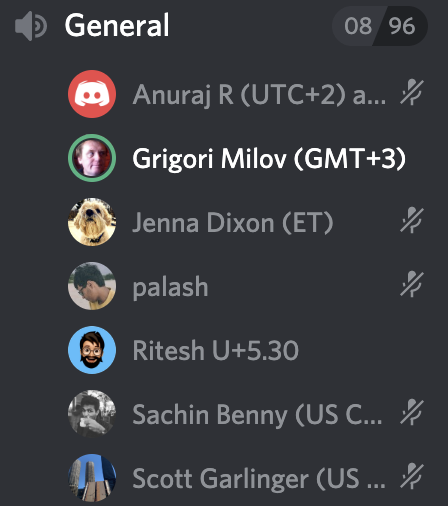 General
08 96
Anuraj R (UTC+2) a...
Grigori Milov (GMT+3)
Jenna Dixon (ET)
palash
Ritesh U+5.30
Sachin Benny (US C...
Scott Garlinger (US ...